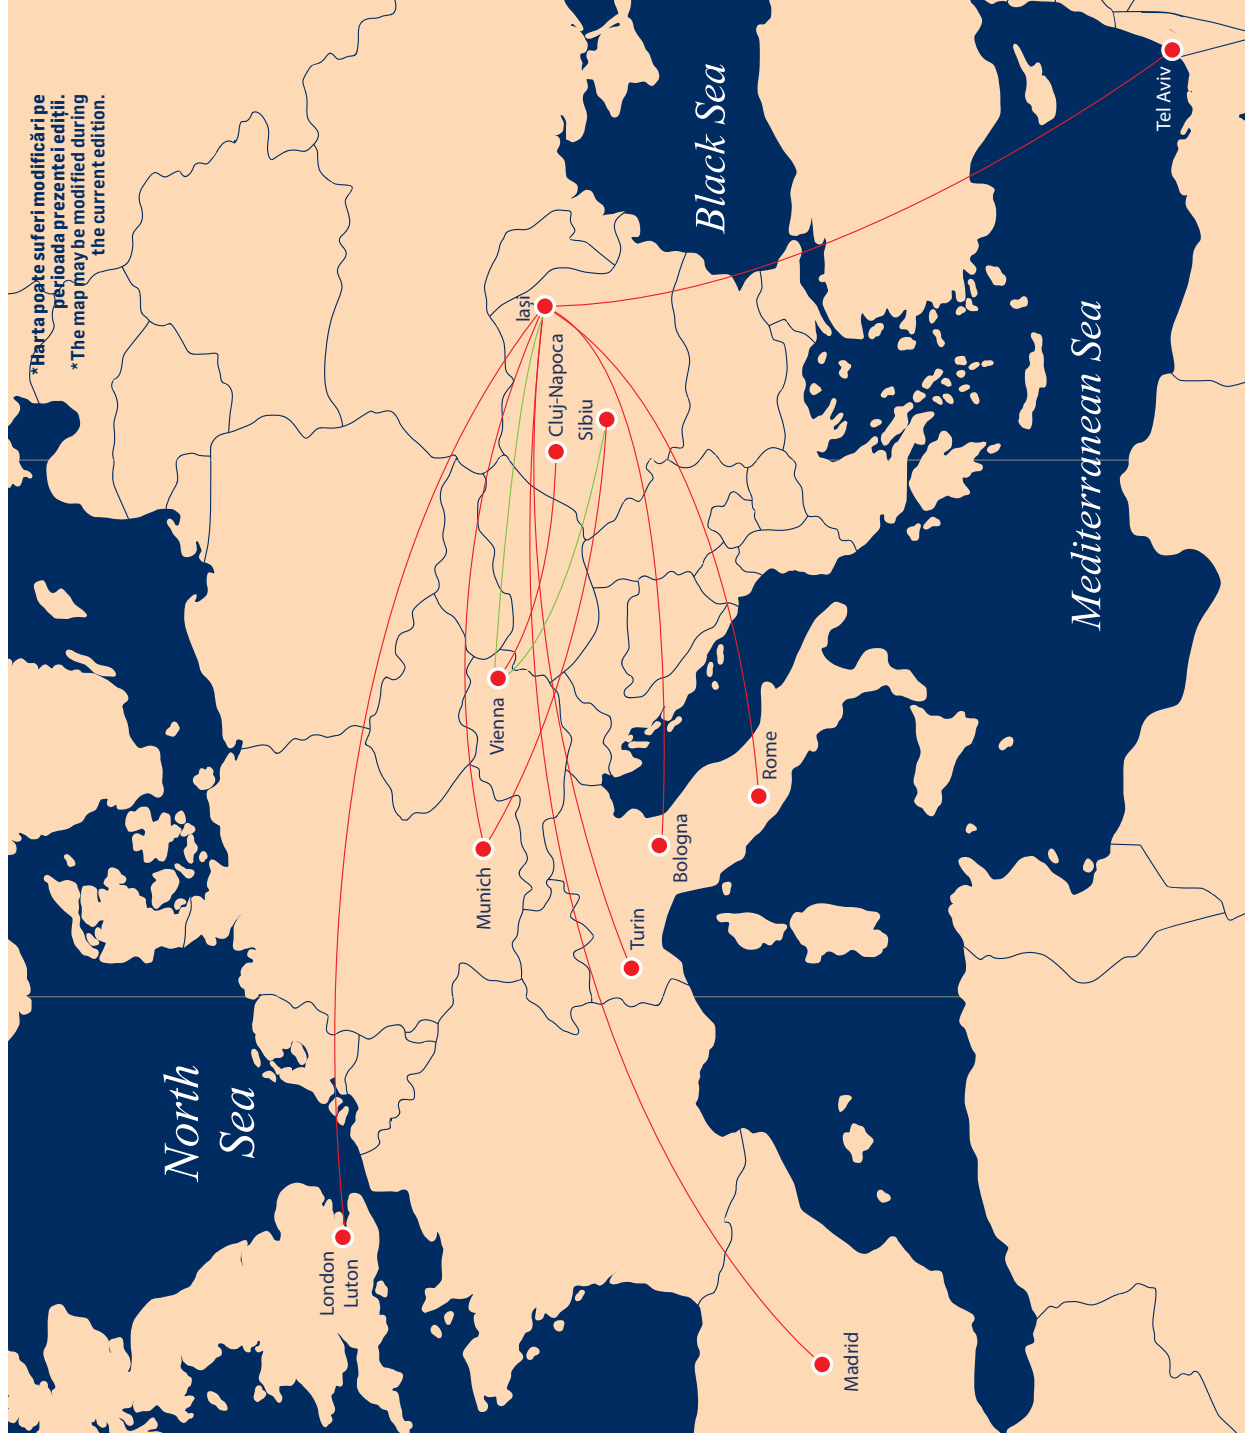 *Harta poate suferi modificări pe
perioada prezentei ediții.
*The map may be modified during
the current edition.
North
Sea
London
Luton
Munich
Vienna
Iași
Cluj-Napoca
Sibiu
Turin
Bologna
Rome
Madrid
Black Sea
Mediterranean Sea
Tel Aviv